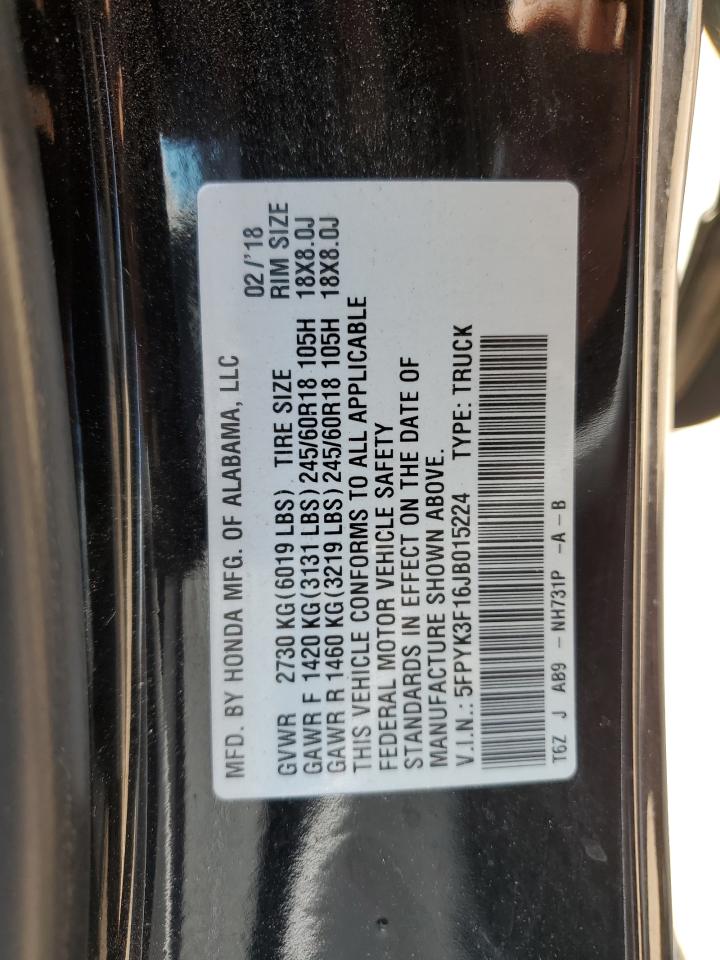 MFD. BY HONDA MFG. OF ALABAMA, LLC 02/'18
GVWR 2730 KG(6019 LBS) TIRE SIZE RIM SIZE
GAWR F 1420 KG(3131 LBS)245/60R18 105H 18X8.0J
GAWR R 1460 KG(3219 LBS)245/60R18 105H 18X8.0J
THIS VEHICLE CONFORMS TO ALL APPLICABLE
FEDERAL MOTOR VEHICLE SAFETY
STANDARDS IN EFFECT ON THE DATE OF
MANUFACTURE SHOWN ABOVE.
V.I.N.: 5FPYK3F16JB015224 TYPE: TRUCK
T6Z J AB9 - NH731P -A-B